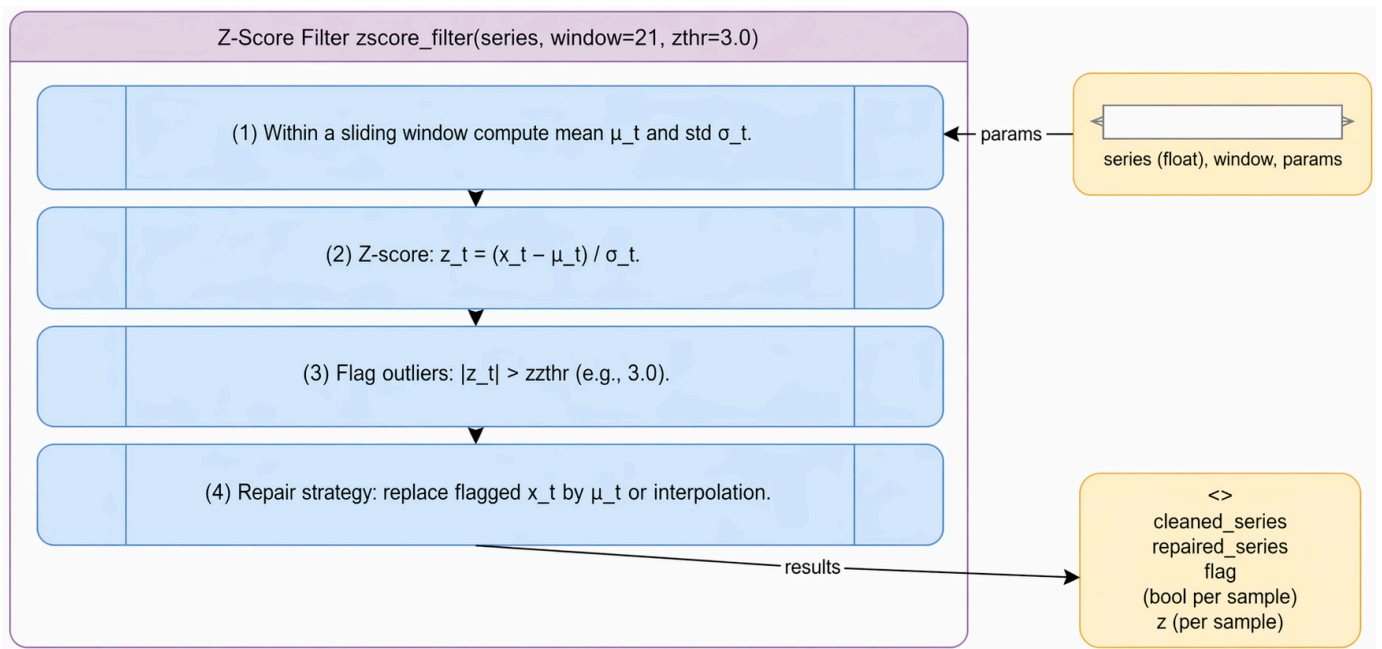 Z-Score Filter zscore_filter(series, window=21, zthr=3.0)
(1) Within a sliding window compute mean μ_t and std σ_t.
params
series (float), window, params
(2) Z-score: z_t = (x_t − μ_t) / σ_t.
(3) Flag outliers: |z_t| > zzthr (e.g., 3.0).
(4) Repair strategy: replace flagged x_t by μ_t or interpolation.
results
<>
cleaned_series
repaired_series
flag
(bool per sample)
z (per sample)